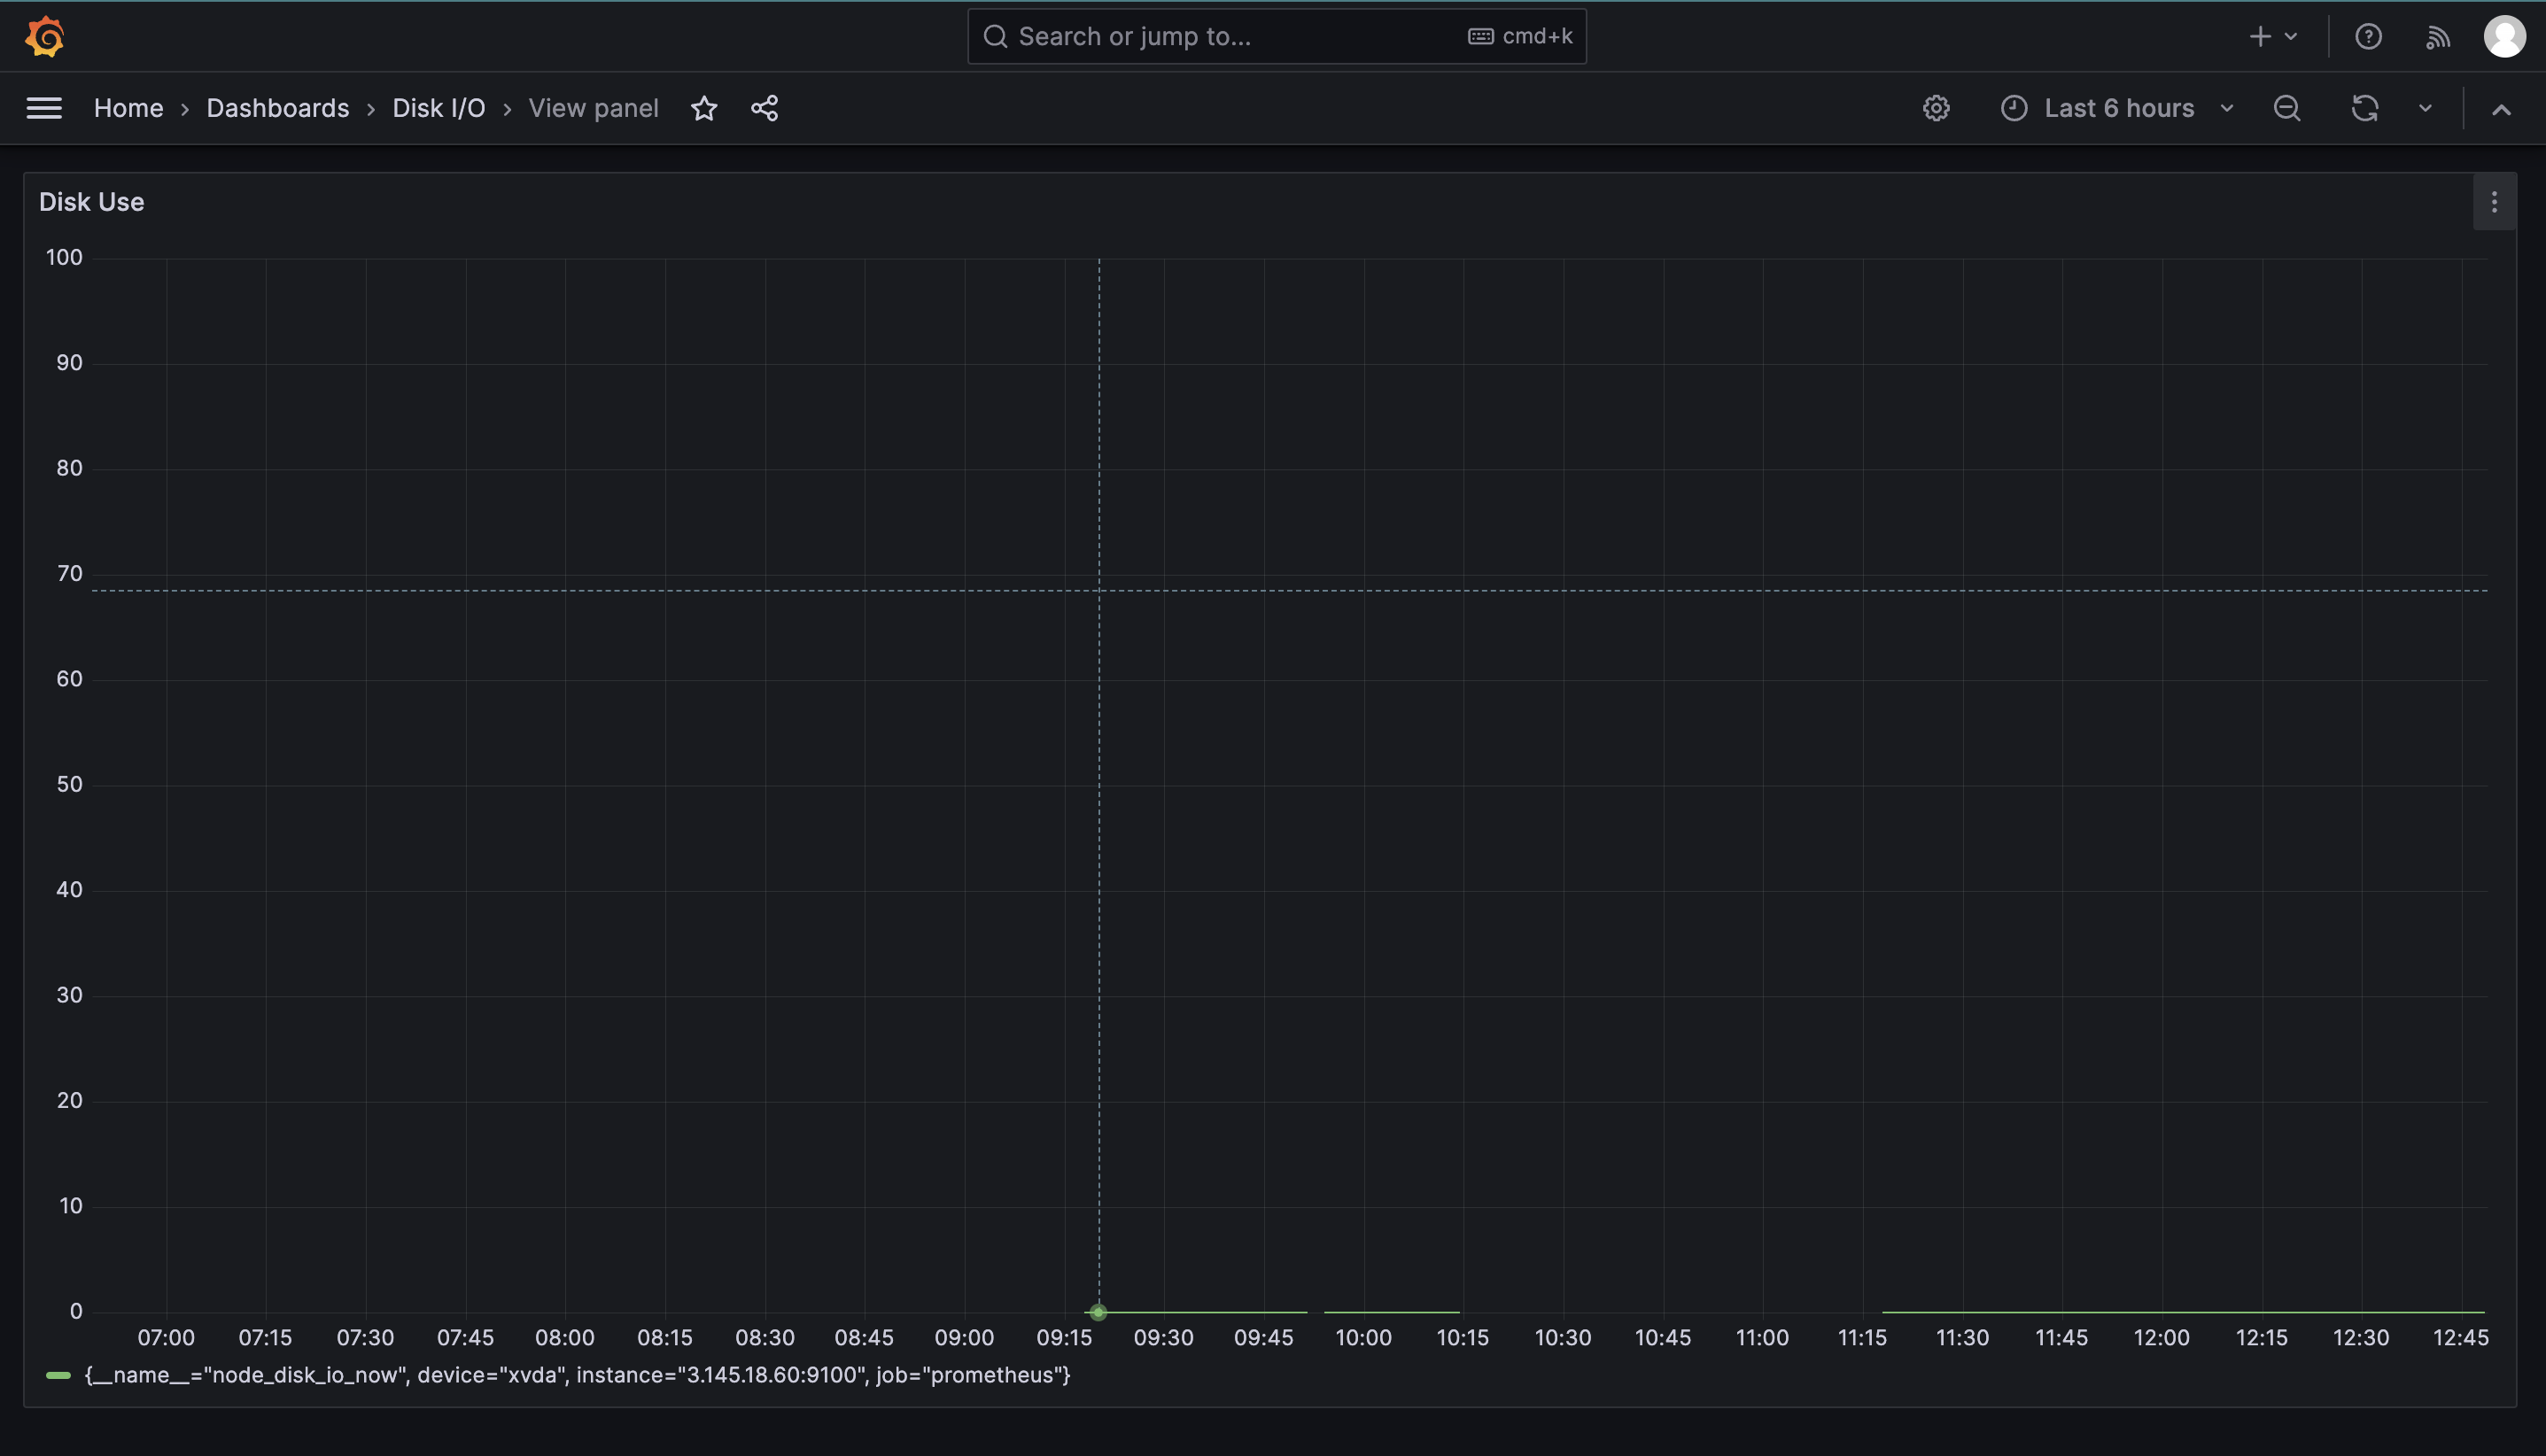 Search or jump to...
cmd+k
Home › Dashboards › Disk I/O › View panel
Last 6 hours
Disk Use
100
90
80
70
60
50
40
30
20
10
0
07:00 07:15 07:30 07:45 08:00 08:15 08:30 08:45 09:00 09:15 09:30 09:45 10:00 10:15 10:30 10:45 11:00 11:15 11:30 11:45 12:00 12:15 12:30 12:45
{__name__="node_disk_io_now", device="xvda", instance="3.145.18.60:9100", job="prometheus"}